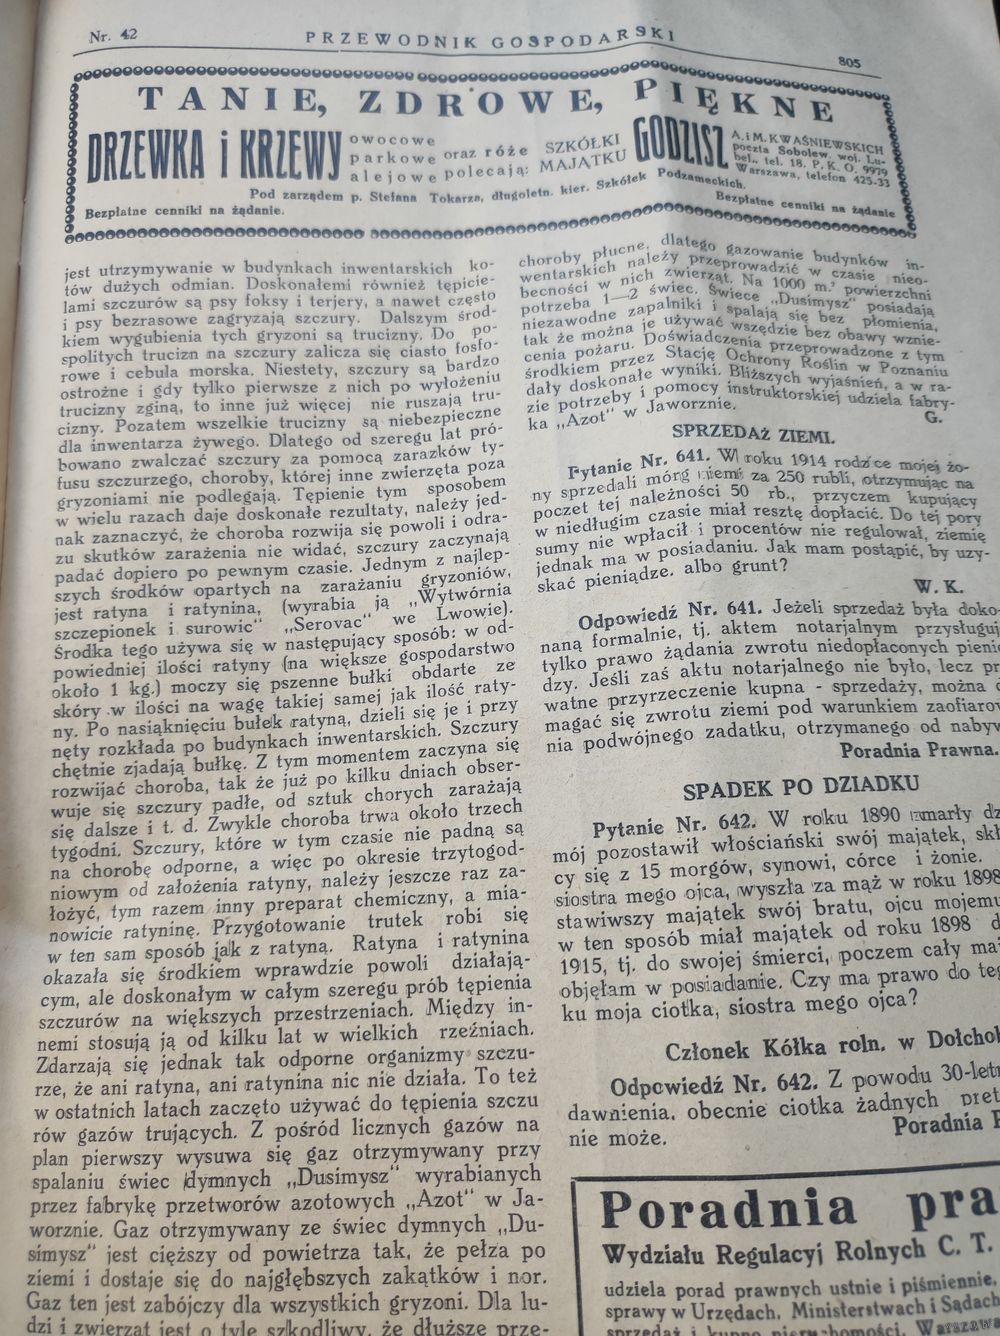 Nr. 42
PRZEWODNIK GOSPODARSKI
805
TANIE, ZDROWE, PIĘKNE
DRZEWKA i KRZEWY
owocowe
parkowe oraz róże
alejowe polecają:
SZKÓŁKI
MAJĄTKU
GODZISZ
A. i M. KWAŚNIEWSKICH
poczta Sobolew, woj. Lu-
bel., tel. 18. P. K. O. 9979
Warszawa, telefon 425-33
Pod zarządem p. Stefana Tokarza, długoletn. kier. Szkółek Podzameckich.
Bezpłatne cenniki na żądanie.
Bezpłatne cenniki na żądanie
jest utrzymywanie w budynkach inwentarskich ko-
tów dużych odmian. Doskonałemi również tępicie-
lami szczurów są psy foksy i terjery, a nawet często
i psy bezrasowe zagryzają szczury. Dalszym środ-
kiem wygubienia tych gryzoni są trucizny. Do po-
spolitych trucizn na szczury zalicza się ciasto fosfo-
rowe i cebula morska. Niestety, szczury są bardzo
ostrożne i gdy tylko pierwsze z nich po wyłożeniu
trucizny zginą, to inne już więcej nie ruszają tru-
cizny. Pozatem wszelkie trucizny są niebezpieczne
dla inwentarza żywego. Dlatego od szeregu lat pró-
bowano zwalczać szczury za pomocą zarazków ty-
fusu szczurzego, choroby, której inne zwierzęta poza
gryzoniami nie podlegają. Tępienie tym sposobem
w wielu razach daje doskonałe rezultaty, należy jed-
nak zaznaczyć, że choroba rozwija się powoli i odra-
zu skutków zarażenia nie widać, szczury zaczynają
padać dopiero po pewnym czasie. Jednym z najlep-
szych środków opartych na zarażaniu gryzoniów,
jest ratyna i ratynina, (wyrabia ją „Wytwórnia
szczepionek i surowic" „Serovac" we Lwowie).
Środka tego używa się w następujący sposób: w od-
powiedniej ilości ratyny (na większe gospodarstwo
około 1 kg.) moczy się pszenne bułki obdarte ze
skóry w ilości na wagę takiej samej jak ilość raty-
ny. Po nasiąknięciu bułek ratyną, dzieli się je i przy
nęty rozkłada po budynkach inwentarskich. Szczury
chętnie zjadają bułkę. Z tym momentem zaczyna się
rozwijać choroba, tak że już po kilku dniach obser-
wuje się szczury padłe, od sztuk chorych zarażają
się dalsze i t. d. Zwykle choroba trwa około trzech
tygodni. Szczury, które w tym czasie nie padną są
na chorobę odporne, a więc po okresie trzytogod-
niowym od założenia ratyny, należy jeszcze raz za-
łożyć, tym razem inny preparat chemiczny, a mia-
nowicie ratyninę. Przygotowanie trutek robi się
w ten sam sposób jak z ratyną. Ratyna i ratynina
okazała się środkiem wprawdzie powoli działają-
cym, ale doskonałym w całym szeregu prób tępienia
szczurów na większych przestrzeniach. Między in-
nemi stosują ją od kilku lat w wielkich rzeźniach.
Zdarzają się jednak tak odporne organizmy szczu-
rze, że ani ratyna, ani ratynina nic nie działa. To też
w ostatnich latach zaczęto używać do tępienia szczu
rów gazów trujących. Z pośród licznych gazów na
plan pierwszy wysuwa się gaz otrzymywany przy
spalaniu świec dymnych „Dusimysz" wyrabianych
przez fabrykę przetworów azotowych „Azot" w Ja-
worznie. Gaz otrzymywany ze świec dymnych „Du-
simysz" jest cięższy od powietrza tak, że pełza po
ziemi i dostaje się do najgłębszych zakątków i nor.
Gaz ten jest zabójczy dla wszystkich gryzoni. Dla lu-
dzi i zwierząt jest o tyle szkodliwy, że dłuższe prze-
choroby płucne, dlatego gazowanie budynków in-
wentarskich należy przeprowadzić w czasie nieo-
becności w nich zwierząt. Na 1000 m.² powierzchni
potrzeba 1—2 świec. Świece „Dusimysz" posiadają
niezawodne zapalniki i spalają się bez płomienia,
tak że można je używać wszędzie bez obawy wznie-
cenia pożaru. Doświadczenia przeprowadzone z tym
środkiem przez Stację Ochrony Roślin w Poznaniu
dały doskonałe wyniki. Bliższych wyjaśnień, a w ra-
zie potrzeby i pomocy instruktorskiej udziela fabry-
ka „Azot" w Jaworznie.
G.
SPRZEDAŻ ZIEMI.
Pytanie Nr. 641. W roku 1914 rodzice mojej żo-
ny sprzedali mórg ziemi za 250 rubli, otrzymując na
poczet tej należności 50 rb., przyczem kupujący
w niedługim czasie miał resztę dopłacić. Do tej pory
sumy nie wpłacił i procentów nie regulował, ziemię
jednak ma w posiadaniu. Jak mam postąpić, by uzy-
skać pieniądze. albo grunt?
W. K.
Odpowiedź Nr. 641. Jeżeli sprzedaż była doko-
naną formalnie, tj. aktem notarjalnym przysługuj
tylko prawo żądania zwrotu niedopłaconych pieni
dzy. Jeśli zaś aktu notarjalnego nie było, lecz pr
watne przyrzeczenie kupna - sprzedaży, można d
magać się zwrotu ziemi pod warunkiem zaofiarow
nia podwójnego zadatku, otrzymanego od nabyw
Poradnia Prawna.
SPADEK PO DZIADKU
Pytanie Nr. 642. W roku 1890 zmarły dz
mój pozostawił włościański swój majątek, skł
cy się z 15 morgów, synowi, córce i żonie.
siostra mego ojca, wyszła za mąż w roku 1898
stawiwszy majątek swój bratu, ojcu mojemu
w ten sposób miał majątek od roku 1898 d
1915, tj. do swojej śmierci, poczem cały maj
objęłam w posiadanie. Czy ma prawo do teg
ku moja ciotka, siostra mego ojca?
Członek Kółka roln. w Dołchol
Odpowiedź Nr. 642. Z powodu 30-letn
dawnienia. obecnie ciotka żadnych pret
nie może.
Poradnia P
Poradnia pra
Wydziału Regulacyj Rolnych C. T.
udziela porad prawnych ustnie i piśmiennie,
sprawy w Urzędach, Ministerstwach i Sądach
sprzedaż i kupno nieruchomości. War